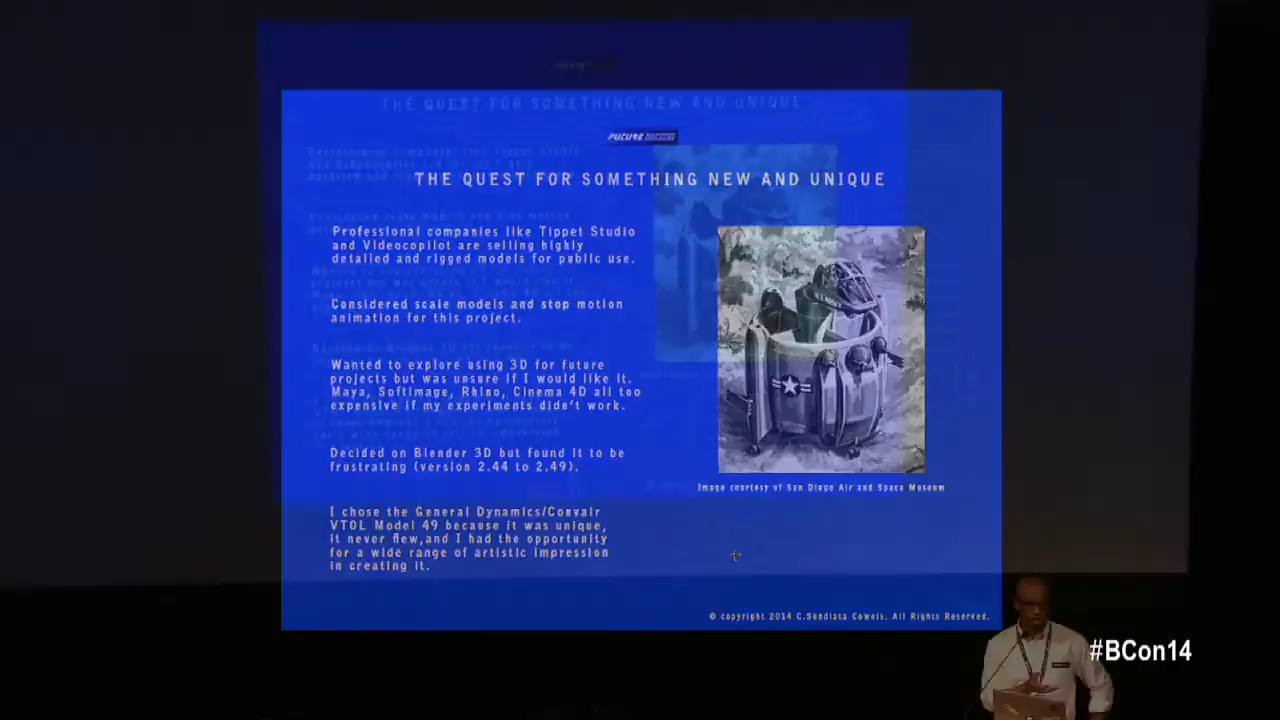 THE QUEST FOR SOMETHING NEW AND UNIQUE
Professional companies like Tippet Studio
and Videocopilot are selling highly
detailed and rigged models for public use.
Considered scale models and stop motion
animation for this project.
Wanted to explore using 3D for future
projects but was unsure if I would like it.
Maya, Softimage, Rhino, Cinema 4D all too
expensive if my experiments didn't work.
Decided on Blender 3D but found it to be
frustrating (version 2.44 to 2.49).
I chose the General Dynamics/Convair
VTOL Model 49 because it was unique,
it never flew,and I had the opportunity
for a wide range of artistic impression
in creating it.
Image courtesy of San Diego Air and Space Museum
© copyright 2014 C.Sundiata Cowels. All Rights Reserved.
#BCon14